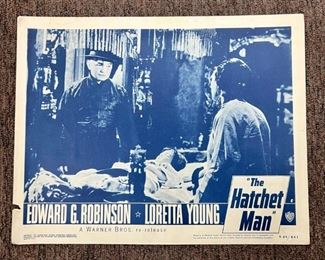 "The
Hatchet
Man"
EDWARD G. ROBINSON ★ LORETTA YOUNG
A WARNER BROS. re-release